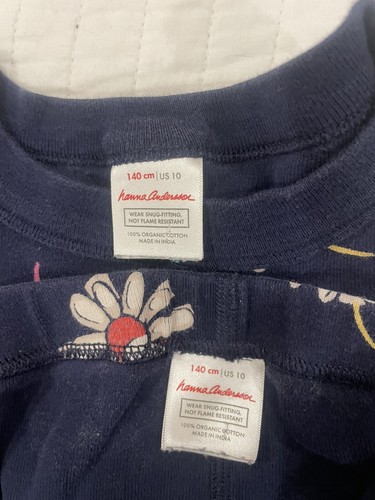 140 cm | US 10
hanna andersson
WEAR SNUG-FITTING,
NOT FLAME RESISTANT
100% ORGANIC COTTON
MADE IN INDIA
140 cm | US 10
hanna andersson
WEAR SNUG-FITTING,
NOT FLAME RESISTANT
100% ORGANIC COTTON
MADE IN INDIA